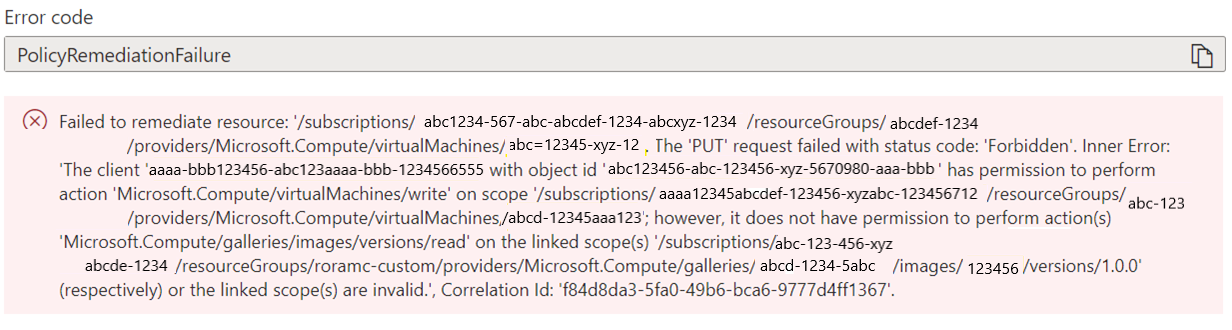 Error code
PolicyRemediationFailure
Failed to remediate resource: '/subscriptions/ abc1234-567-abc-abcdef-1234-abcxyz-1234 /resourceGroups/ abcdef-1234
/providers/Microsoft.Compute/virtualMachines/ abc=12345-xyz-12 . The 'PUT' request failed with status code: 'Forbidden'. Inner Error:
'The client 'aaaa-bbb123456-abc123aaaa-bbb-1234566555 with object id 'abc123456-abc-123456-xyz-5670980-aaa-bbb ' has permission to perform
action 'Microsoft.Compute/virtualMachines/write' on scope '/subscriptions/ aaaa12345abcdef-123456-xyzabc-123456712 /resourceGroups/ abc-123
/providers/Microsoft.Compute/virtualMachines,/abcd-12345aaa123'; however, it does not have permission to perform action(s)
'Microsoft.Compute/galleries/images/versions/read' on the linked scope(s) '/subscriptions/abc-123-456-xyz
abcde-1234 /resourceGroups/roramc-custom/providers/Microsoft.Compute/galleries/ abcd-1234-5abc /images/ 123456 /versions/1.0.0'
(respectively) or the linked scope(s) are invalid.', Correlation Id: 'f84d8da3-5fa0-49b6-bca6-9777d4ff1367'.